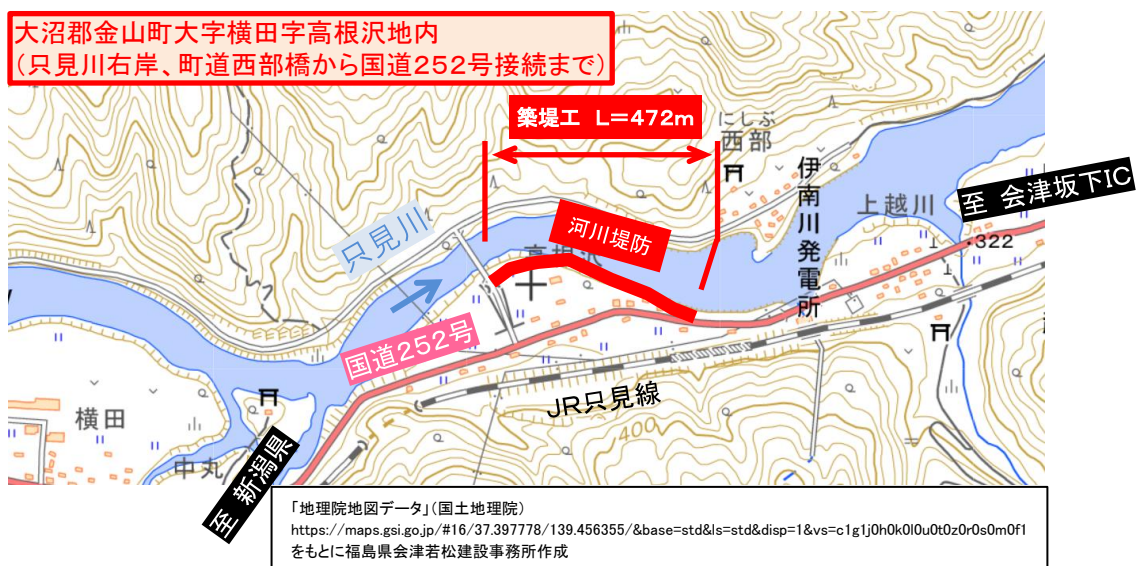 大沼郡金山町大字横田字高根沢地内
(只見川右岸、町道西部橋から国道252号接続まで)
築堤工 L=472m
にしぶ
西部
伊南川発電所
上越川
至 会津坂下IC
・322
只見川
河川堤防
国道252号
JR只見線
400
横田
中丸
至 新潟県
「地理院地図データ」(国土地理院)
https://maps.gsi.go.jp/#16/37.397778/139.456355/&base=std&ls=std&disp=1&vs=c1g1j0h0k0l0u0t0z0r0s0m0f1
をもとに福島県会津若松建設事務所作成